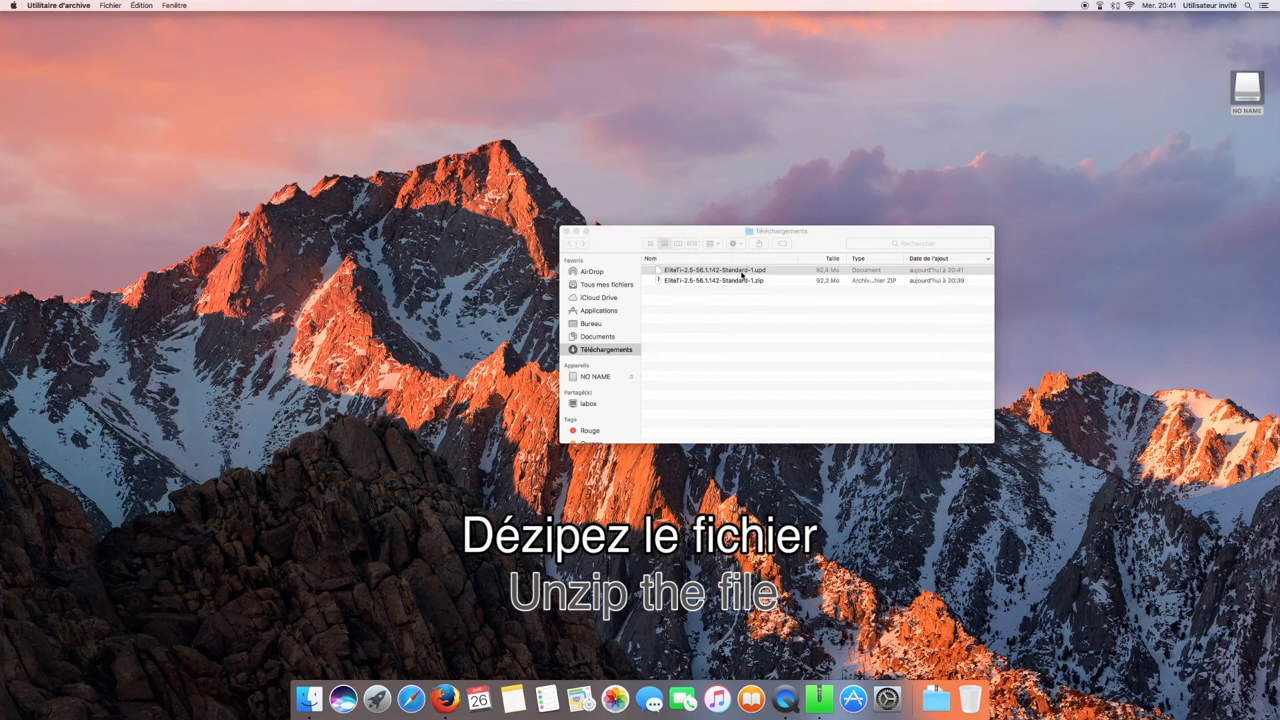 Utilitaire d'archive Fichier Édition Fenêtre
Mer. 20:41 Utilisateur invité
NO NAME
Téléchargements
Rechercher
Nom Taille Type Date de l'ajout
EliteTi-2.5-56.1.142-Standard-1.upd 92,4 Mo Document aujourd'hui à 20:41
EliteTi-2.5-56.1.142-Standard-1.zip 92,2 Mo Archiv...hier ZIP aujourd'hui à 20:39
Favoris
AirDrop
Tous mes fichiers
iCloud Drive
Applications
Bureau
Documents
Téléchargements
Appareils
NO NAME
Partagé(s)
labox
Tags
Rouge
Dézipez le fichier
Unzip the file
26